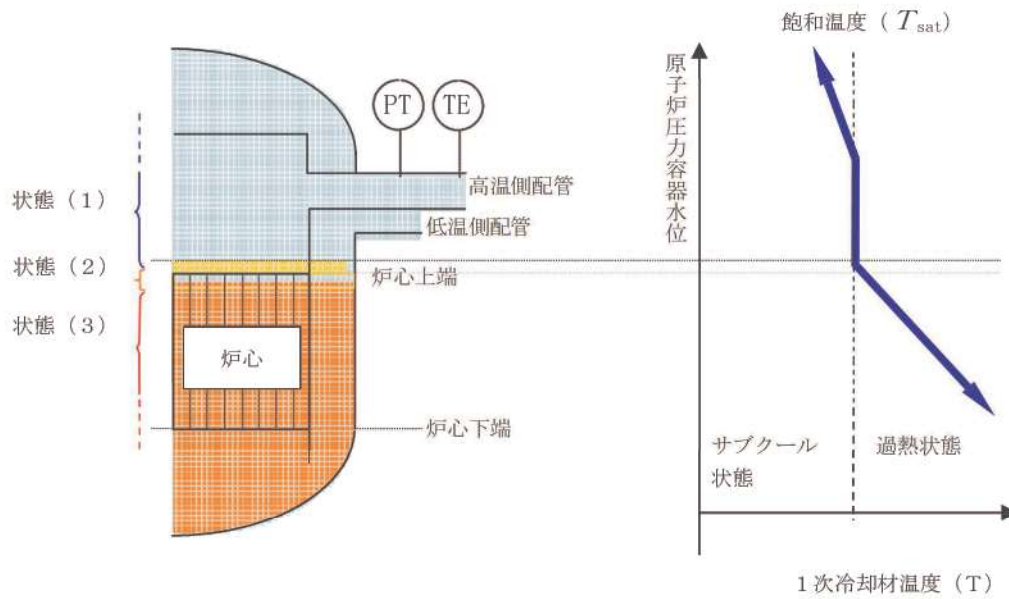 PT
TE
高温側配管
低温側配管
状態（1）
状態（2）
状態（3）
炉心上端
炉心
炉心下端
飽和温度（Tsat）
原子炉圧力容器水位
サブクール
状態
過熱状態
1次冷却材温度（T）